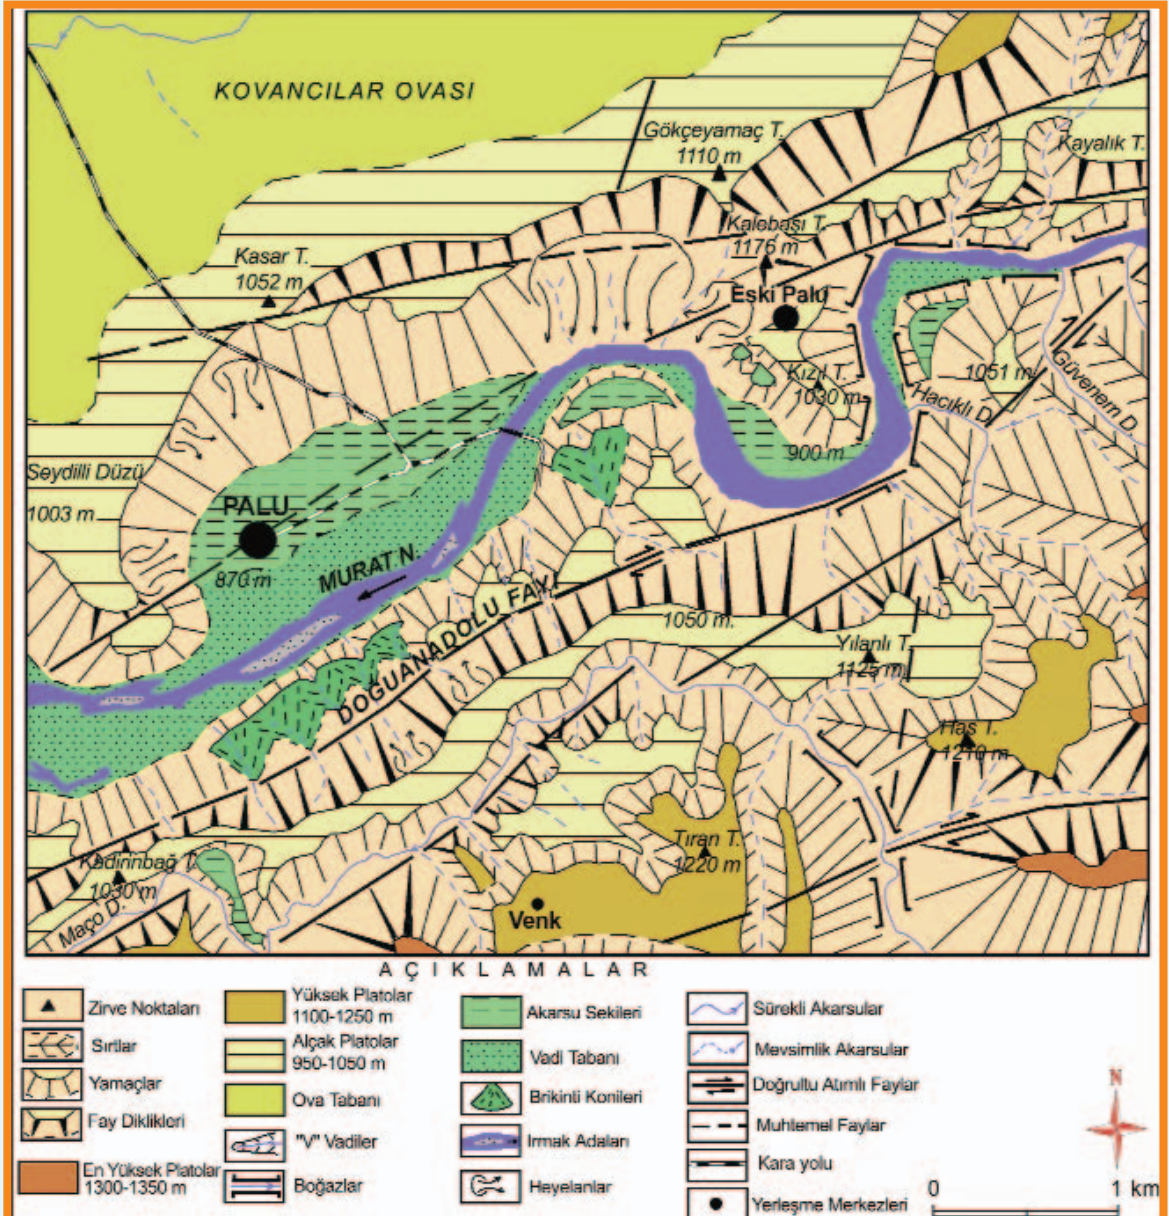 KOVANCILAR OVASI
Gökçeyamaç T.
1110 m
Kayalık T.
Kalebaşı T.
1176 m
Kasar T.
1052 m
Eski Palu
Kızıl T.
1030 m
1051 m
Güvenem D.
Hacıklı D.
900 m
Seydilli Düzü
1003 m
PALU
870 m
MURAT N.
DOĞUANADOLU FAY
1050 m.
Yılanlı T.
1125 m
Has T.
1210 m
Tıran T.
1220 m
Kadirinbağ T.
1030 m
Maço D.
Venk
AÇIKLAMALAR
Zirve Noktaları
Sırtlar
Yamaçlar
Fay Diklikleri
En Yüksek Platolar
1300-1350 m
Yüksek Platolar
1100-1250 m
Alçak Platolar
950-1050 m
Ova Tabanı
"V" Vadiler
Boğazlar
Akarsu Sekileri
Vadi Tabanı
Brikinti Konileri
Irmak Adaları
Heyelanlar
Sürekli Akarsular
Mevsimlik Akarsular
Doğrultu Atımlı Faylar
Muhtemel Faylar
Kara yolu
Yerleşme Merkezleri
N
0 1 km